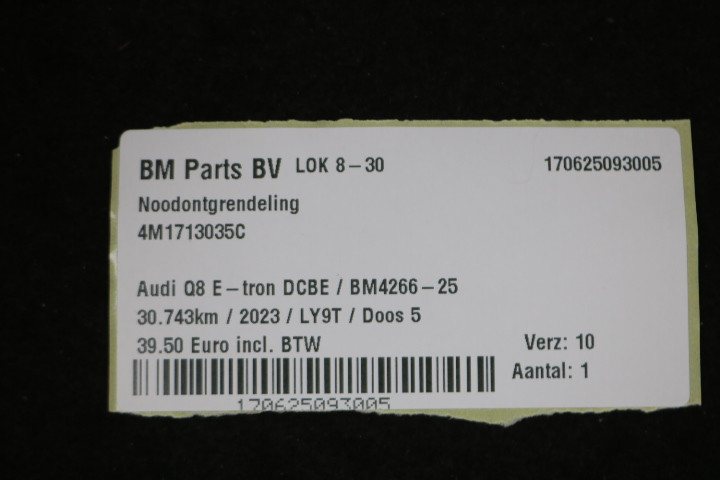 BM Parts BV LOK 8-30 170625093005
Noodontgrendeling
4M1713035C
Audi Q8 E-tron DCBE / BM4266-25
30.743km / 2023 / LY9T / Doos 5
39.50 Euro incl. BTW Verz: 10
Aantal: 1
170625093005